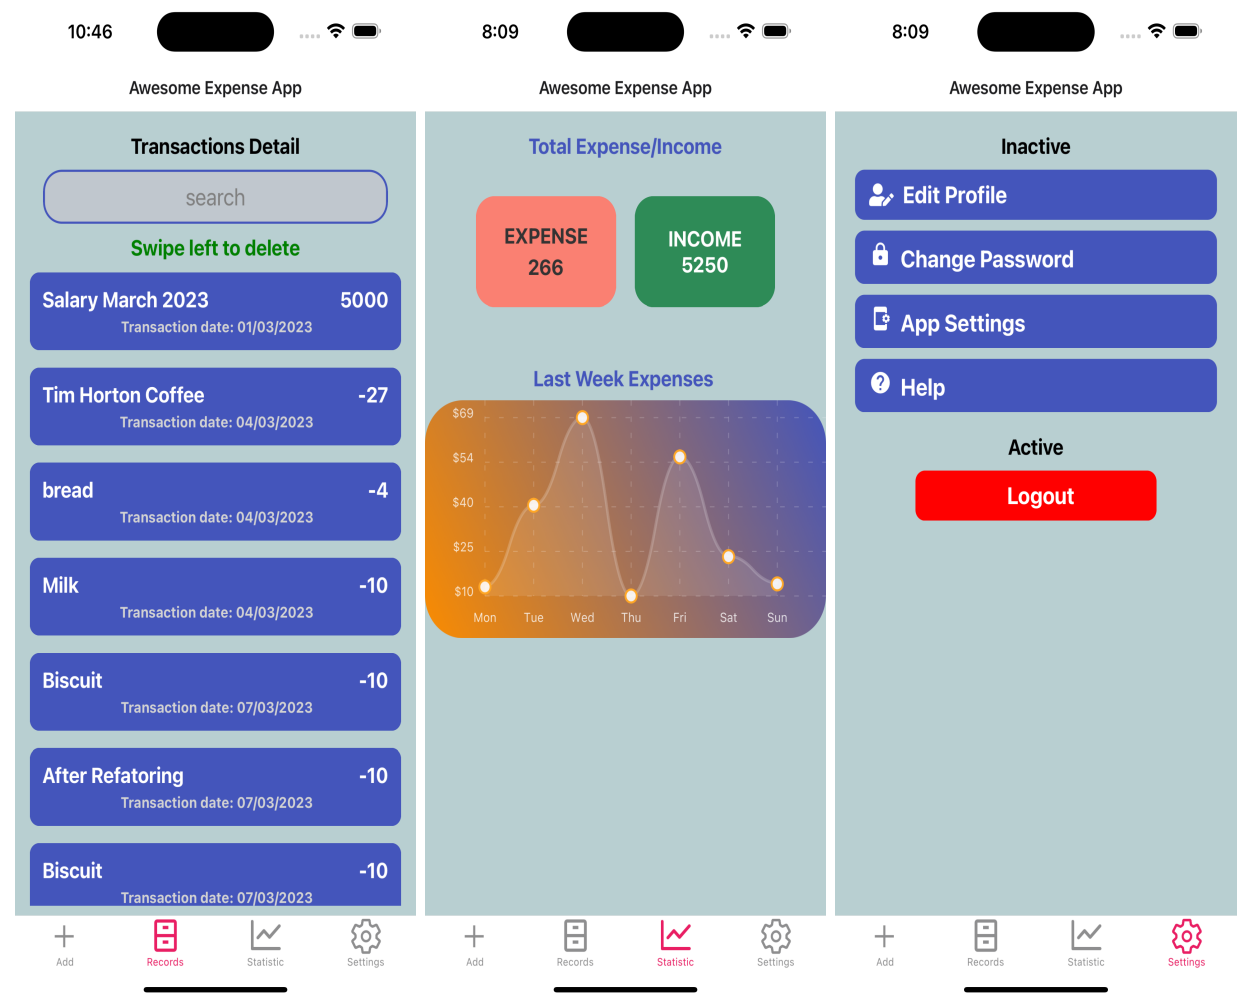 10:46
Awesome Expense App
Transactions Detail
search
Swipe left to delete
Salary March 2023 5000
Transaction date: 01/03/2023
Tim Horton Coffee -27
Transaction date: 04/03/2023
bread -4
Transaction date: 04/03/2023
Milk -10
Transaction date: 04/03/2023
Biscuit -10
Transaction date: 07/03/2023
After Refatoring -10
Transaction date: 07/03/2023
Biscuit -10
Transaction date: 07/03/2023
Add Records Statistic Settings
8:09
Awesome Expense App
Total Expense/Income
EXPENSE
266
INCOME
5250
Last Week Expenses
$69
$54
$40
$25
$10
Mon Tue Wed Thu Fri Sat Sun
Add Records Statistic Settings
8:09
Awesome Expense App
Inactive
Edit Profile
Change Password
App Settings
Help
Active
Logout
Add Records Statistic Settings